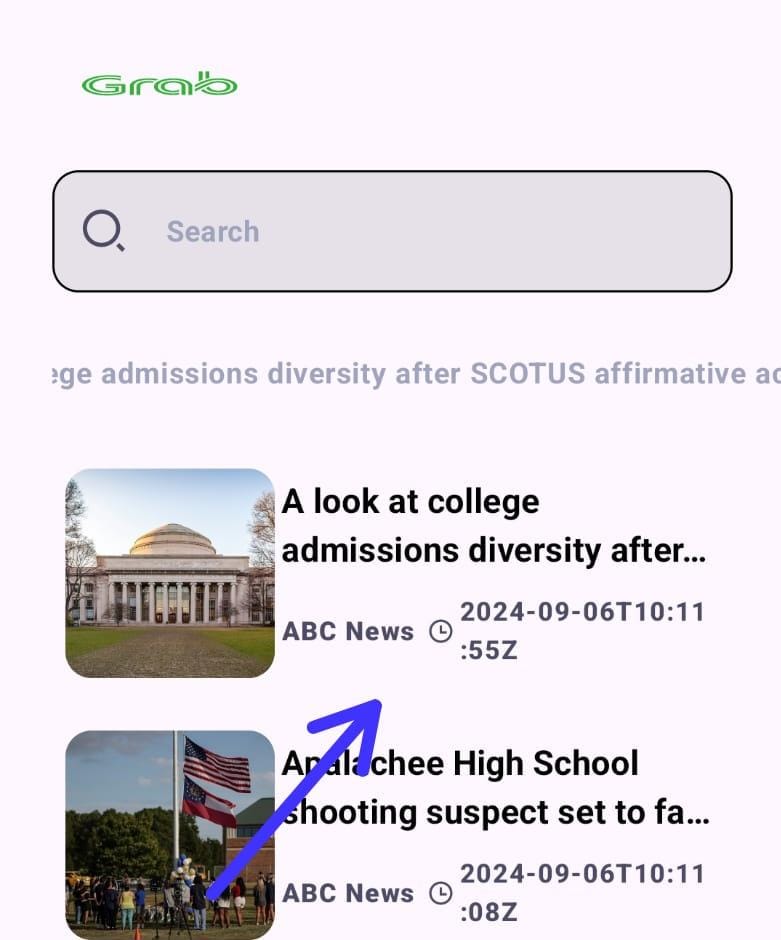 Grab
Search
ege admissions diversity after SCOTUS affirmative ac
A look at college
admissions diversity after...
ABC News
2024-09-06T10:11
:55Z
Apalachee High School
shooting suspect set to fa...
ABC News
2024-09-06T10:11
:08Z